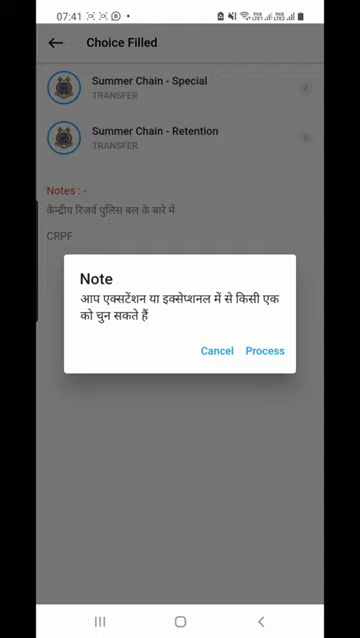 07:41
Choice Filled
Summer Chain - Special
TRANSFER
Summer Chain - Retention
TRANSFER
Notes : -
केन्द्रीय रिजर्व पुलिस बल के बारे में
CRPF
Note
आप एक्सटेंशन या इक्सेप्शनल में से किसी एक
को चुन सकते हैं
Cancel Process